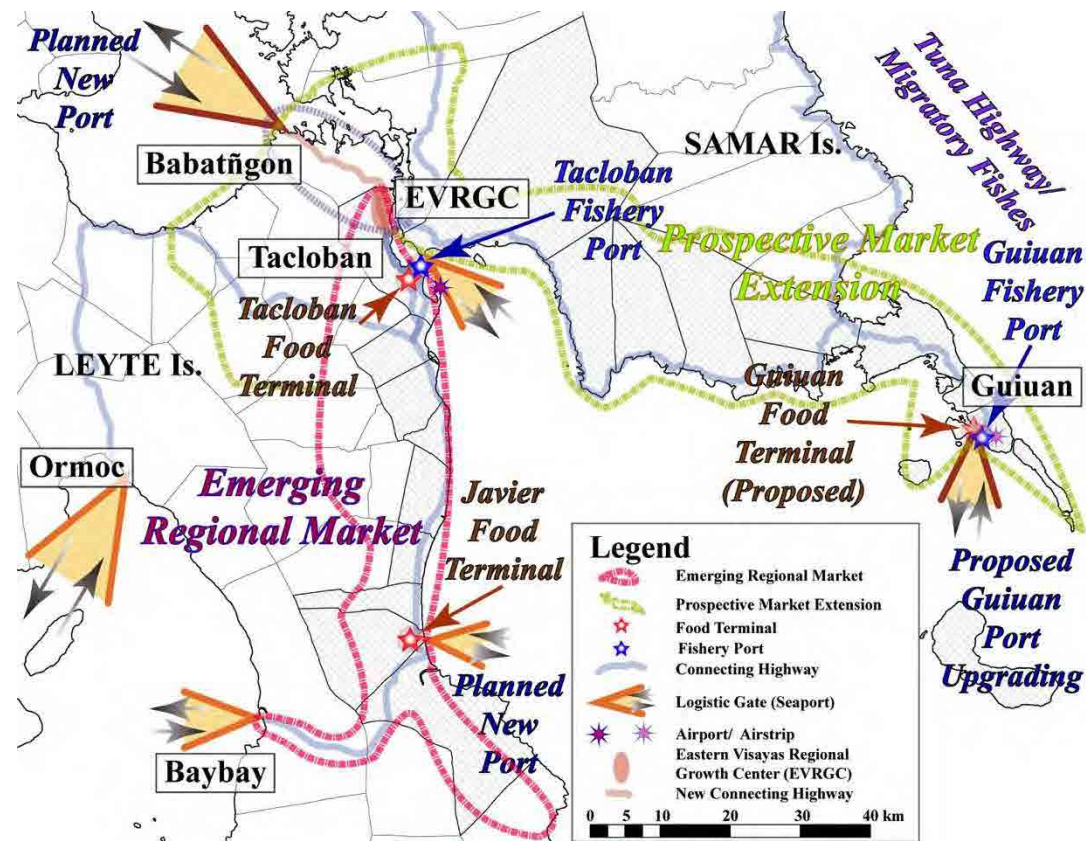 Planned
New
Port
Babatñgon
EVRGC
Tacloban
Tacloban
Fishery
Port
SAMAR Is.
Tuna Highway/
Migratory Fishes
Prospective Market
Extension
Guiuan
Fishery
Port
Tacloban
Food
Terminal
LEYTE Is.
Guiuan
Guiuan
Food
Terminal
(Proposed)
Ormoc
Emerging
Regional Market
Javier
Food
Terminal
Proposed
Guiuan
Port
Upgrading
Planned
New
Port
Baybay
Legend
Emerging Regional Market
Prospective Market Extension
Food Terminal
Fishery Port
Connecting Highway
Logistic Gate (Seaport)
Airport/ Airstrip
Eastern Visayas Regional
Growth Center (EVRGC)
New Connecting Highway
0 5 10 20 30 40 km